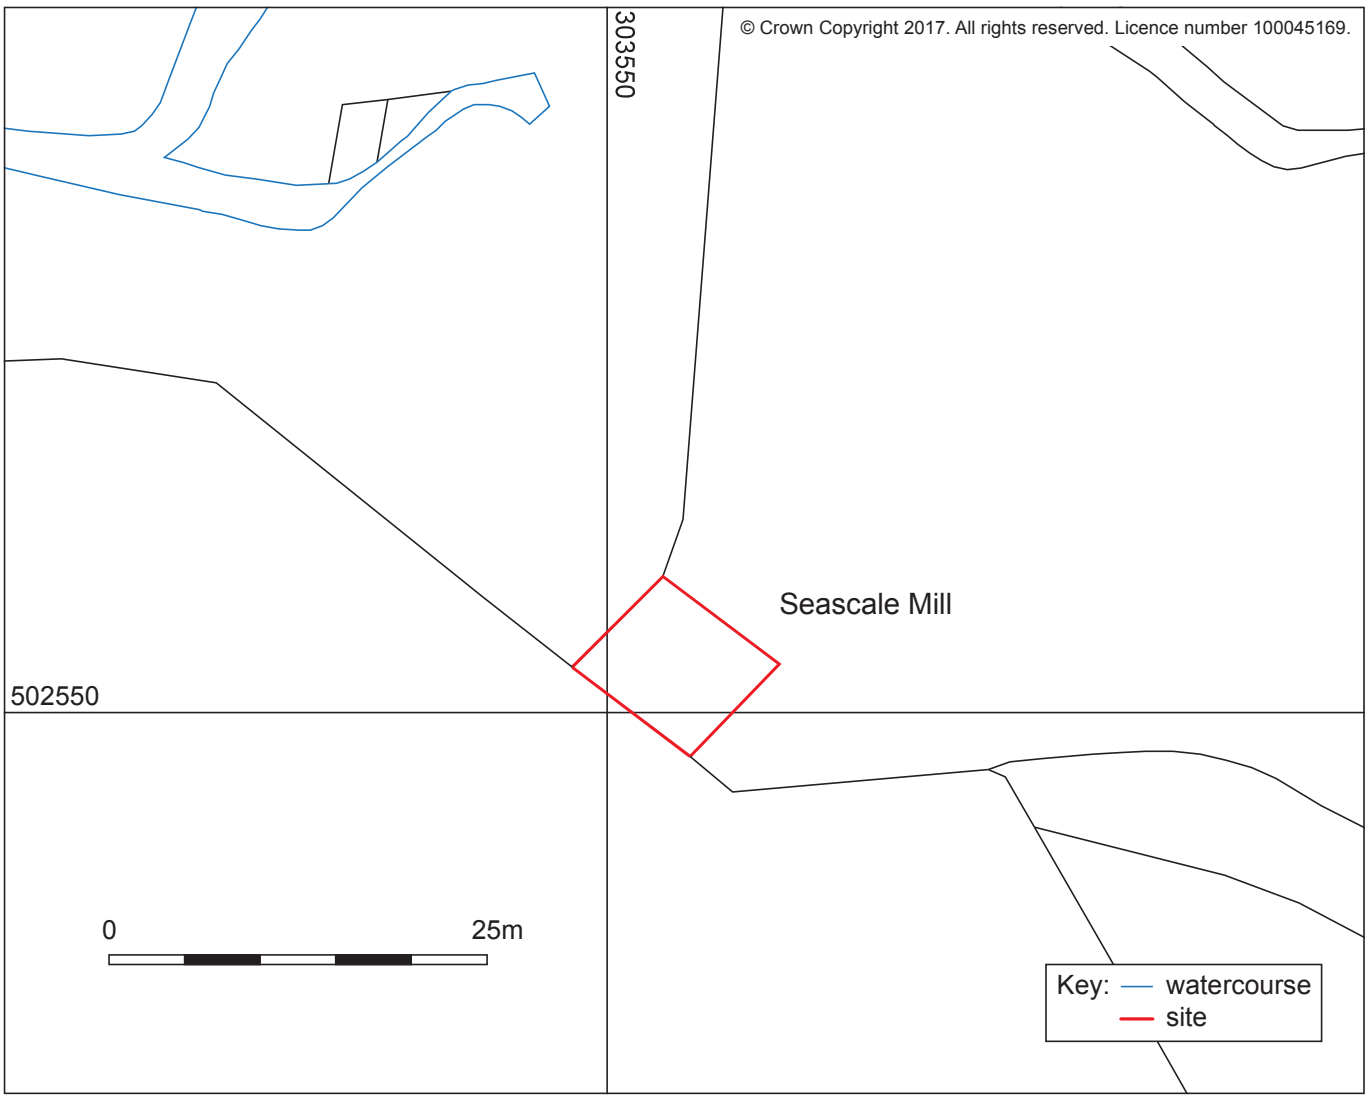 © Crown Copyright 2017. All rights reserved. Licence number 100045169.
303550
Seascale Mill
502550
0 25m
Key: watercourse
site